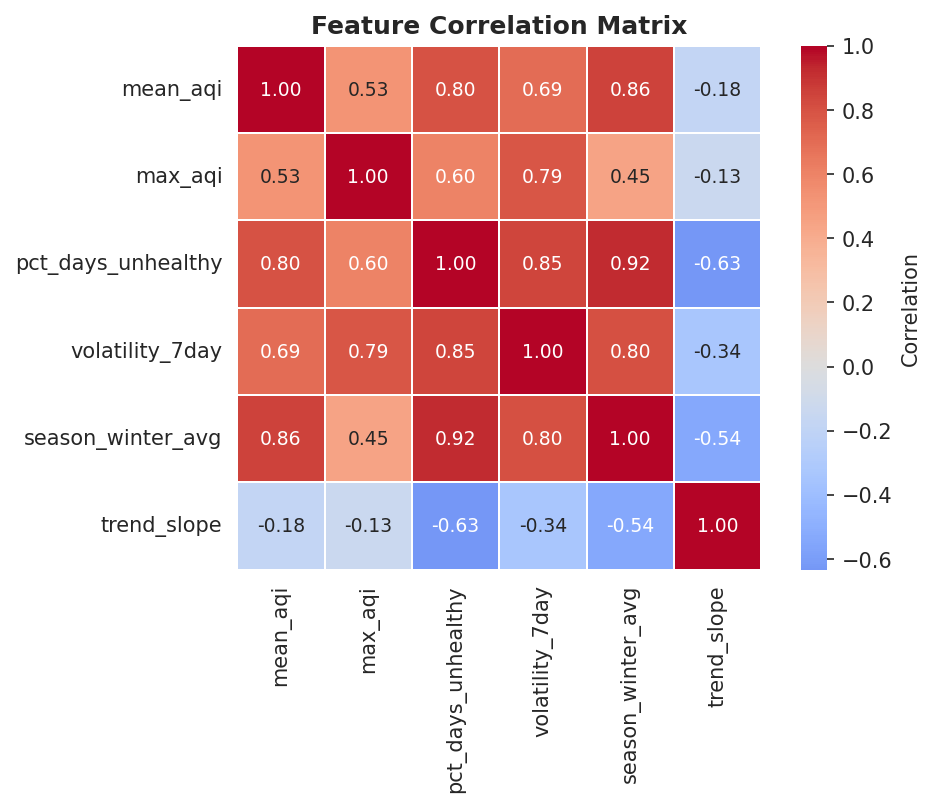 Feature Correlation Matrix
mean_aqi 1.00 0.53 0.80 0.69 0.86 -0.18
max_aqi 0.53 1.00 0.60 0.79 0.45 -0.13
pct_days_unhealthy 0.80 0.60 1.00 0.85 0.92 -0.63
volatility_7day 0.69 0.79 0.85 1.00 0.80 -0.34
season_winter_avg 0.86 0.45 0.92 0.80 1.00 -0.54
trend_slope -0.18 -0.13 -0.63 -0.34 -0.54 1.00
mean_aqi
max_aqi
pct_days_unhealthy
volatility_7day
season_winter_avg
trend_slope
1.0
0.8
0.6
0.4
0.2
0.0
−0.2
−0.4
−0.6
Correlation